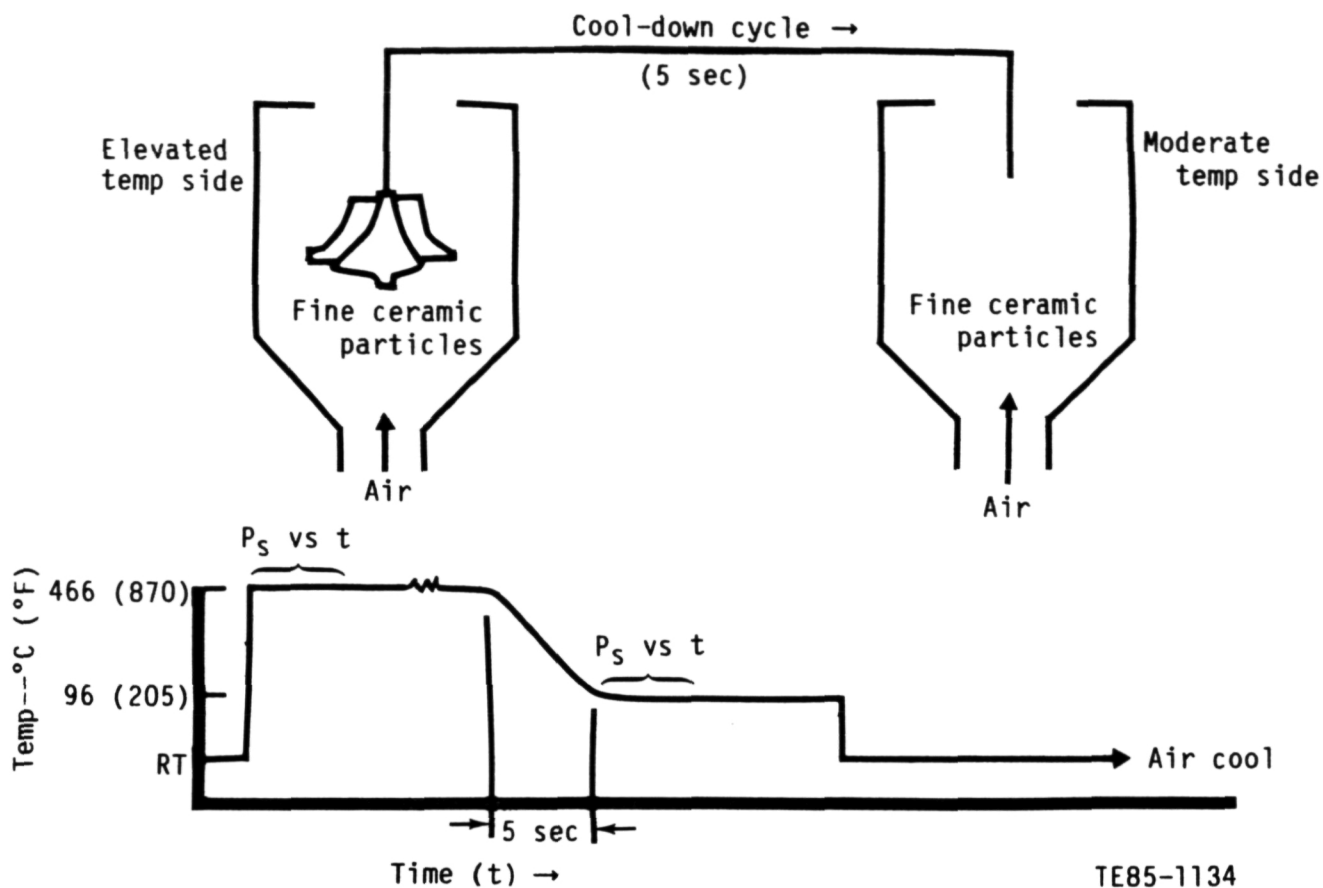 Cool-down cycle →
(5 sec)
Elevated
temp side
Moderate
temp side
Fine ceramic
particles
Fine ceramic
particles
Air
Air
Temp--°C (°F)
P_S vs t
466 (870)
P_S vs t
96 (205)
RT
Air cool
5 sec
Time (t) →
TE85-1134